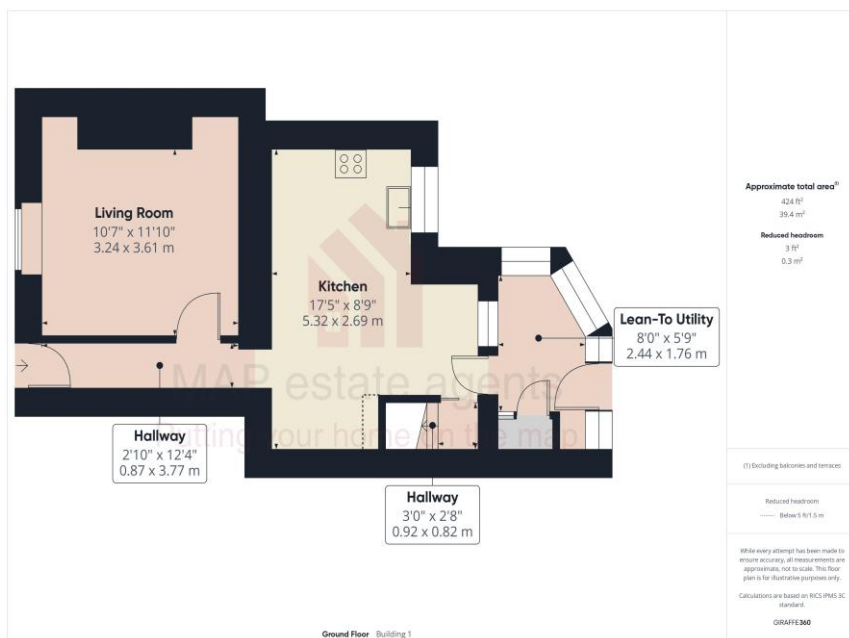 Living Room
10'7" x 11'10"
3.24 x 3.61 m
Kitchen
17'5" x 8'9"
5.32 x 2.69 m
Lean-To Utility
8'0" x 5'9"
2.44 x 1.76 m
MAP estate agents
Putting your home on the map
Hallway
2'10" x 12'4"
0.87 x 3.77 m
Hallway
3'0" x 2'8"
0.92 x 0.82 m
Ground Floor Building 1
Approximate total area(1)
424 ft²
39.4 m²
Reduced headroom
3 ft²
0.3 m²
(1) Excluding balconies and terraces
Reduced headroom
Below 5 ft/1.5 m
While every attempt has been made to
ensure accuracy, all measurements are
approximate, not to scale. This floor
plan is for illustrative purposes only.
Calculations are based on RICS IPMS 3C
standard.
GIRAFFE360